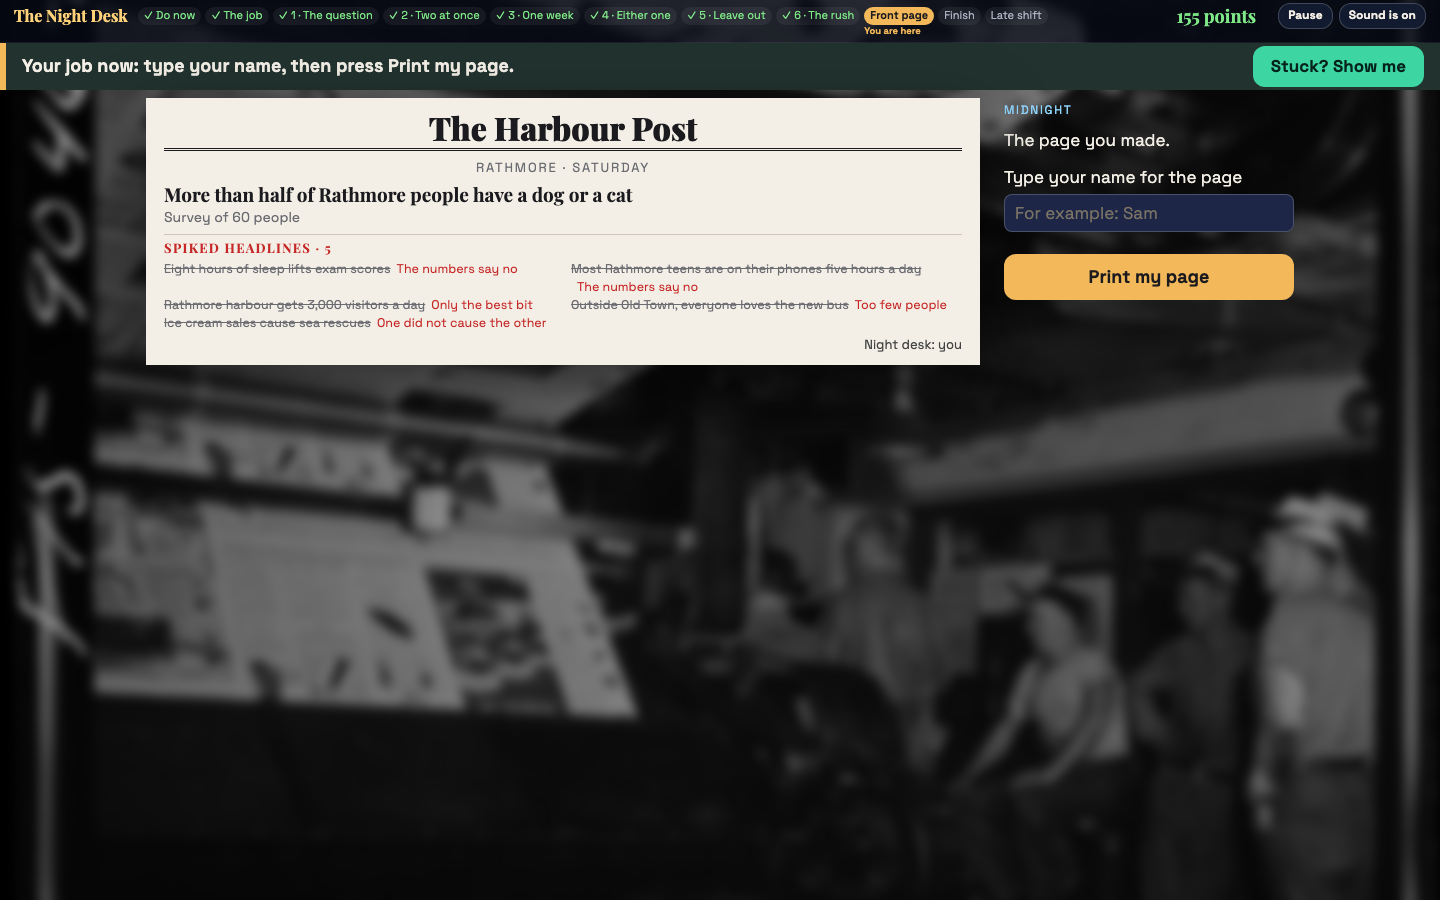 The Night Desk
✓ Do now
✓ The job
✓ 1 · The question
✓ 2 · Two at once
✓ 3 · One week
✓ 4 · Either one
✓ 5 · Leave out
✓ 6 · The rush
Front page
You are here
Finish
Late shift
155 points
Pause
Sound is on
Your job now: type your name, then press Print my page.
Stuck? Show me
The Harbour Post
RATHMORE · SATURDAY
More than half of Rathmore people have a dog or a cat
Survey of 60 people
SPIKED HEADLINES · 5
Eight hours of sleep lifts exam scores The numbers say no
Most Rathmore teens are on their phones five hours a day
The numbers say no
Rathmore harbour gets 3,000 visitors a day Only the best bit
Outside Old Town, everyone loves the new bus Too few people
Ice cream sales cause sea rescues One did not cause the other
Night desk: you
MIDNIGHT
The page you made.
Type your name for the page
For example: Sam
Print my page